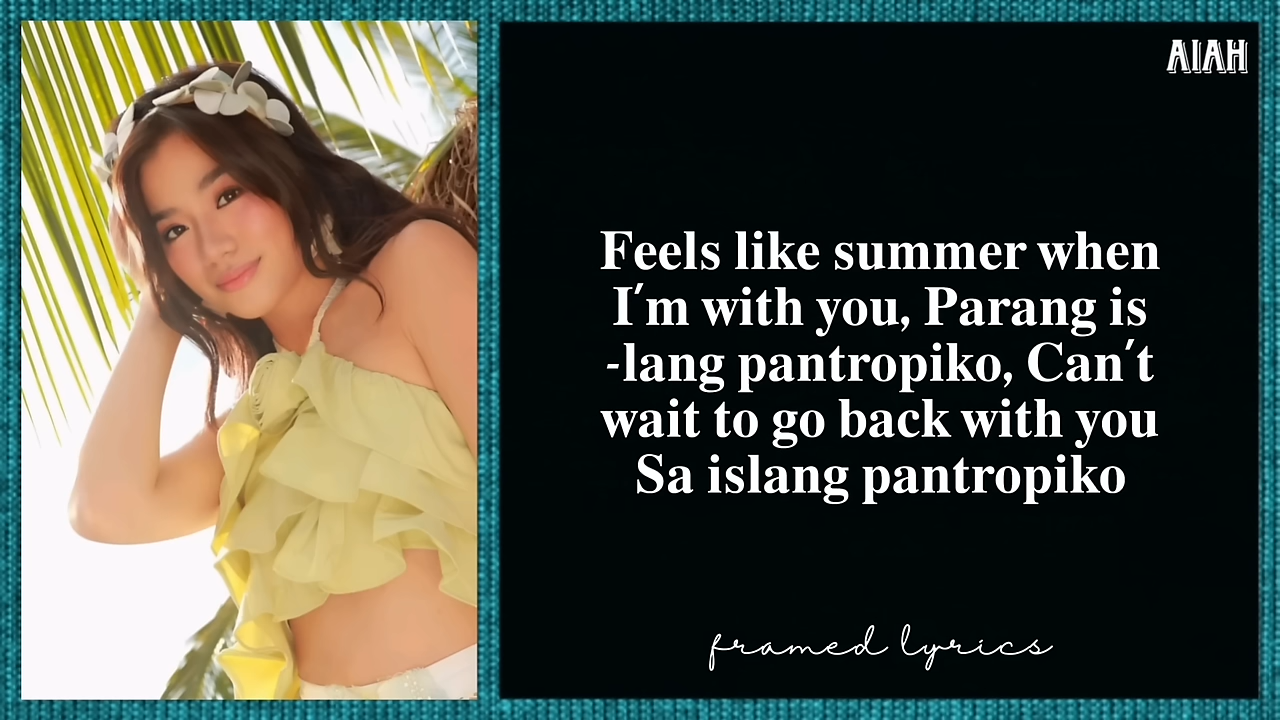 AIAH
Feels like summer when
I'm with you, Parang is
-lang pantropiko, Can't
wait to go back with you
Sa islang pantropiko
framed lyrics